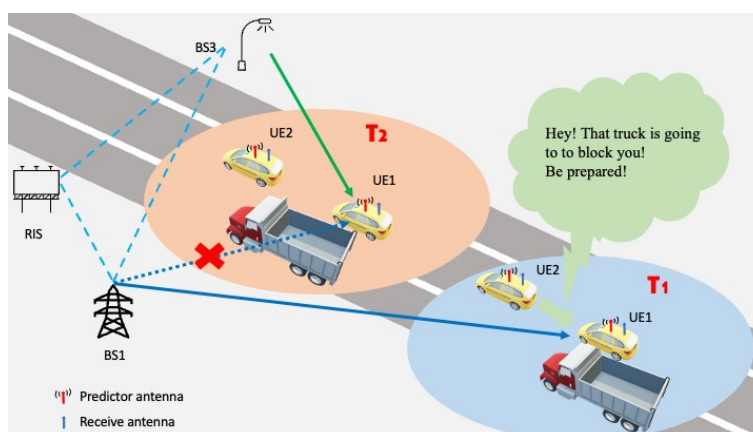 BS3
UE2
T2
UE1
Hey! That truck is going
to to block you!
Be prepared!
RIS
UE2
T1
UE1
BS1
Predictor antenna
Receive antenna